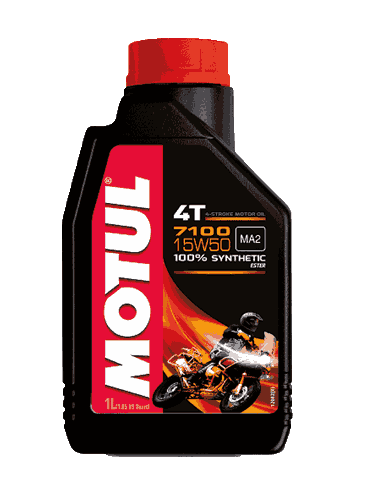 MOTUL®
4T 4-STROKE MOTOR OIL
7100
15W50 MA2
100% SYNTHETIC
ESTER
1L